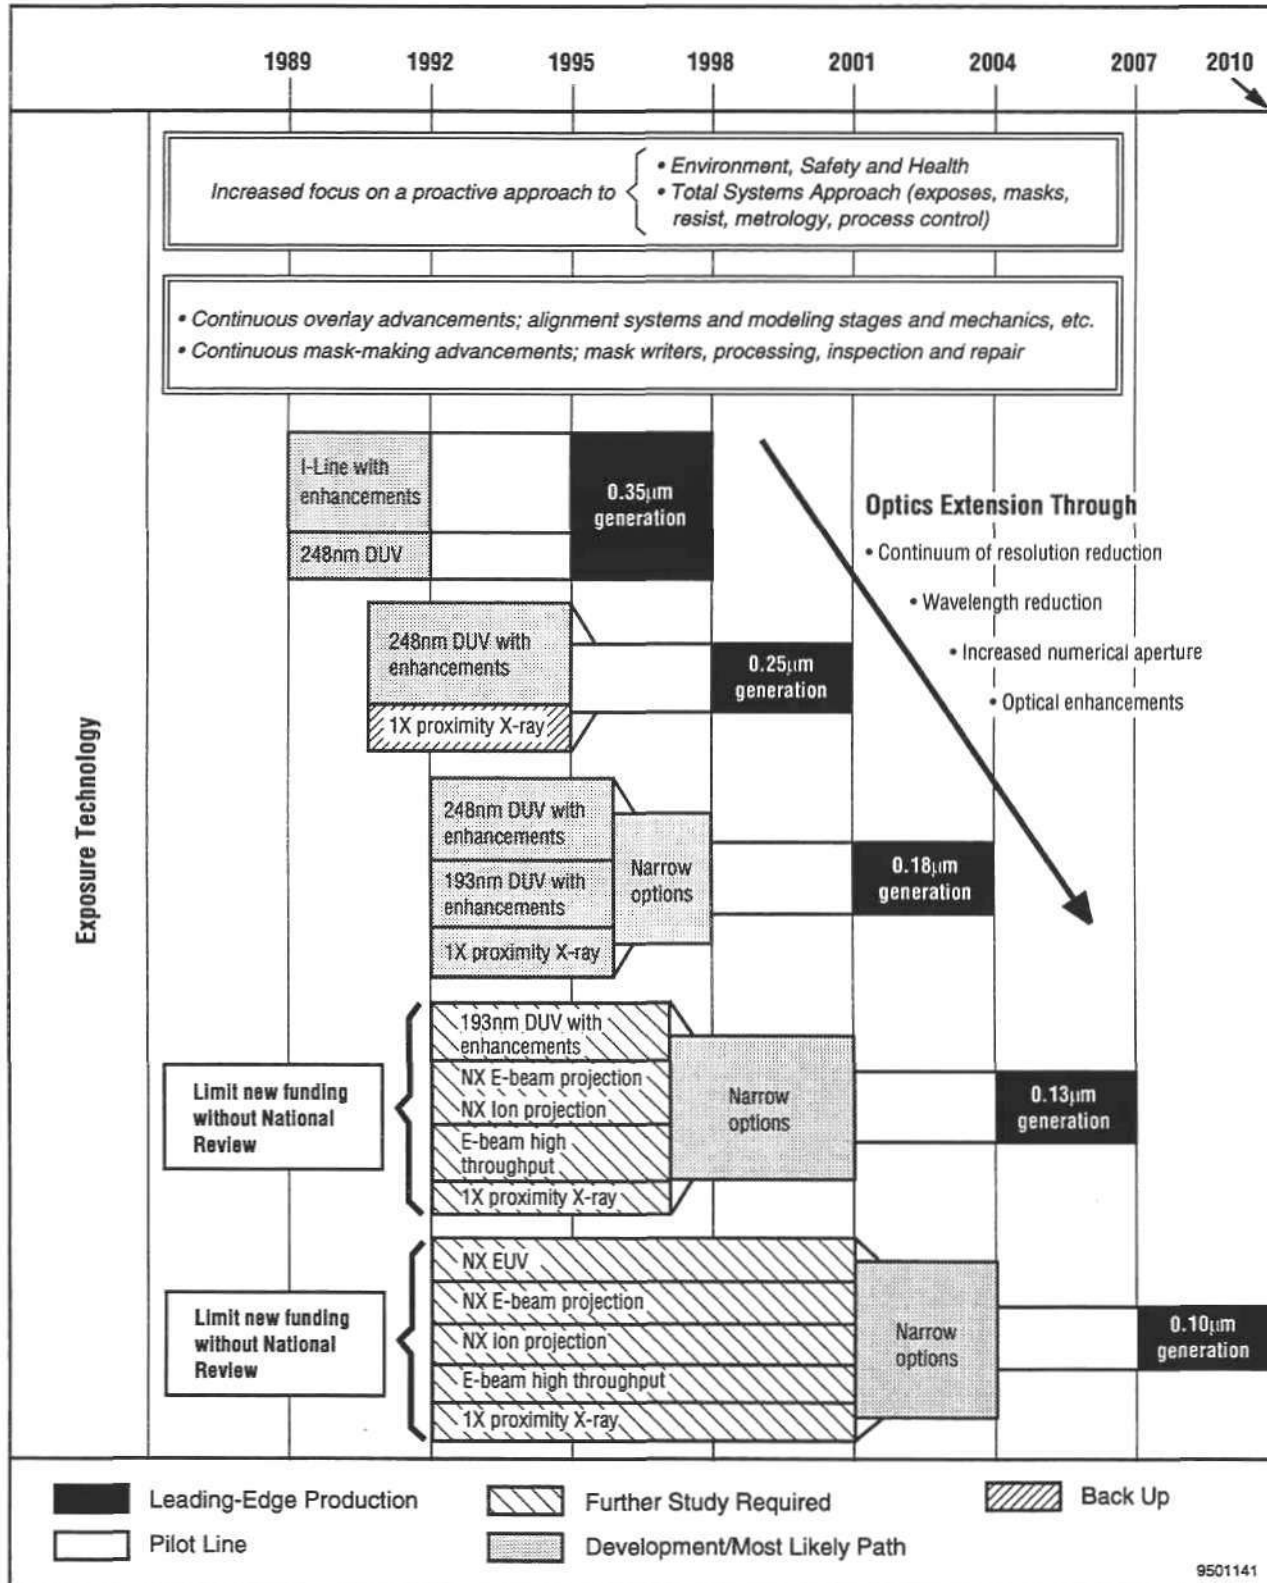 1989 1992 1995 1998 2001 2004 2007 2010
Increased focus on a proactive approach to
• Environment, Safety and Health
• Total Systems Approach (exposes, masks,
resist, metrology, process control)
• Continuous overlay advancements; alignment systems and modeling stages and mechanics, etc.
• Continuous mask-making advancements; mask writers, processing, inspection and repair
Exposure Technology
I-Line with
enhancements
248nm DUV
0.35µm
generation
Optics Extension Through
• Continuum of resolution reduction
• Wavelength reduction
• Increased numerical aperture
• Optical enhancements
248nm DUV with
enhancements
1X proximity X-ray
0.25µm
generation
248nm DUV with
enhancements
193nm DUV with
enhancements
1X proximity X-ray
Narrow
options
0.18µm
generation
Limit new funding
without National
Review
193nm DUV with
enhancements
NX E-beam projection
NX Ion projection
E-beam high
throughput
1X proximity X-ray
Narrow
options
0.13µm
generation
Limit new funding
without National
Review
NX EUV
NX E-beam projection
NX Ion projection
E-beam high throughput
1X proximity X-ray
Narrow
options
0.10µm
generation
Leading-Edge Production
Further Study Required
Back Up
Pilot Line
Development/Most Likely Path
9501141